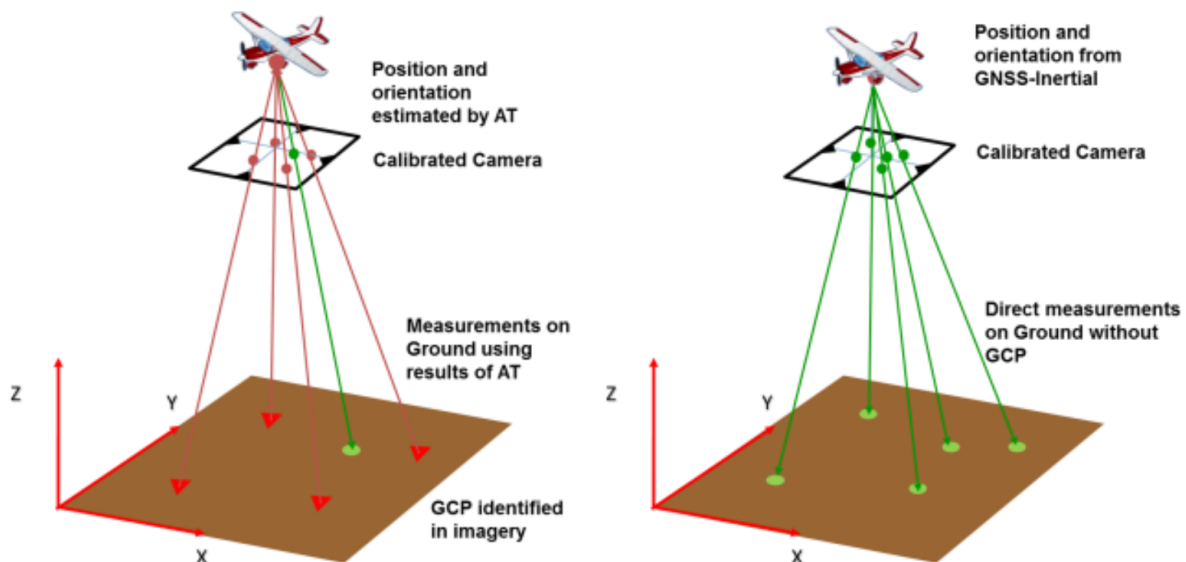 Position and
orientation
estimated by AT
Calibrated Camera
Measurements on
Ground using
results of AT
Z
Y
GCP identified
in imagery
X
Position and
orientation from
GNSS-Inertial
Calibrated Camera
Direct measurements
on Ground without
GCP
Z
Y
X